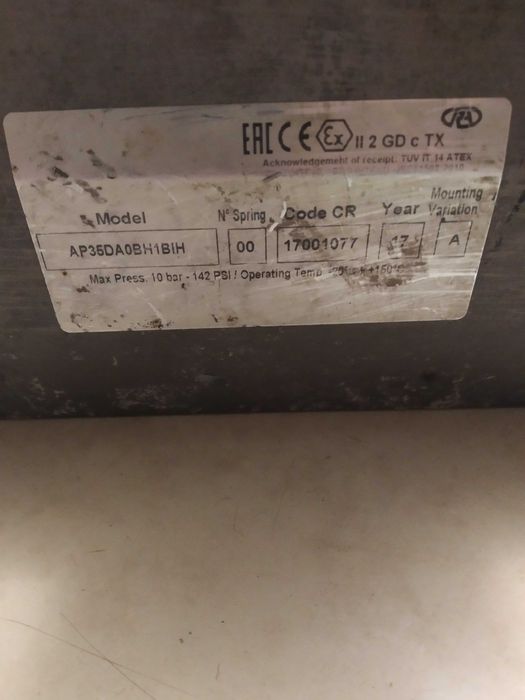 EAC CE Ex II 2 GD c TX
Acknowledgement of receipt: TUV IT 14 ATEX
Model N° Spring Code CR Year Mounting Variation
AP35DA0BH1BIH 00 17001077 17 A
Max Press. 10 bar - 142 PSI / Operating Temp